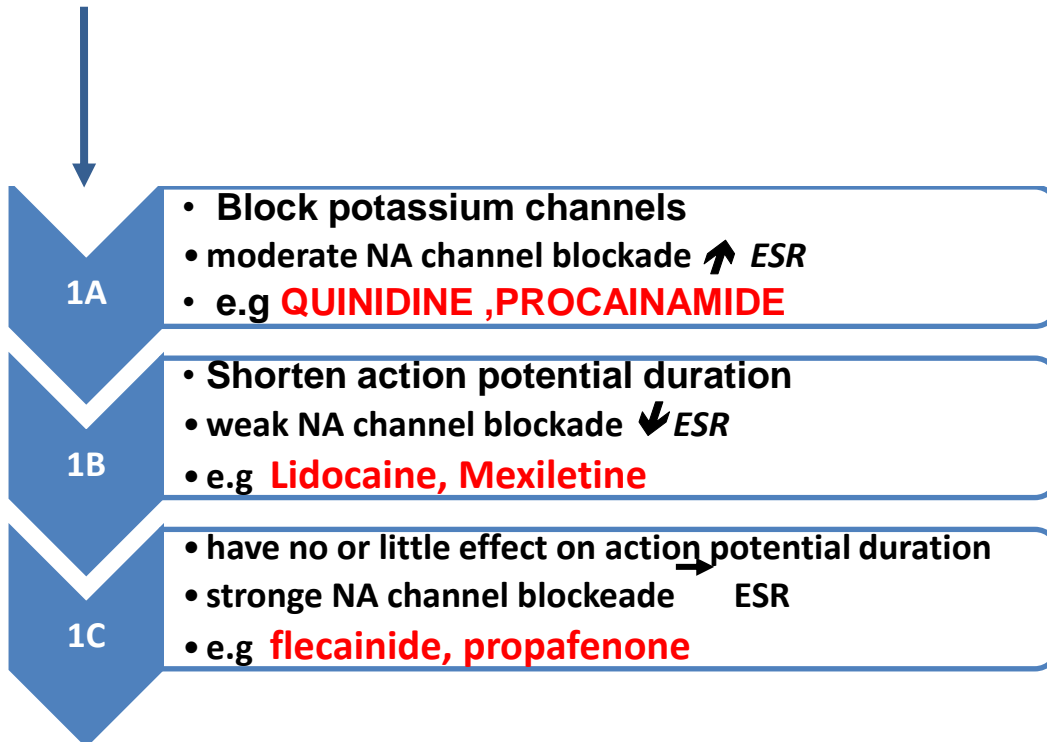 1A
• Block potassium channels
• moderate NA channel blockade ESR
• e.g QUINIDINE ,PROCAINAMIDE
1B
• Shorten action potential duration
• weak NA channel blockade ESR
• e.g Lidocaine, Mexiletine
1C
• have no or little effect on action potential duration
• stronge NA channel blockeade ESR
• e.g flecainide, propafenone